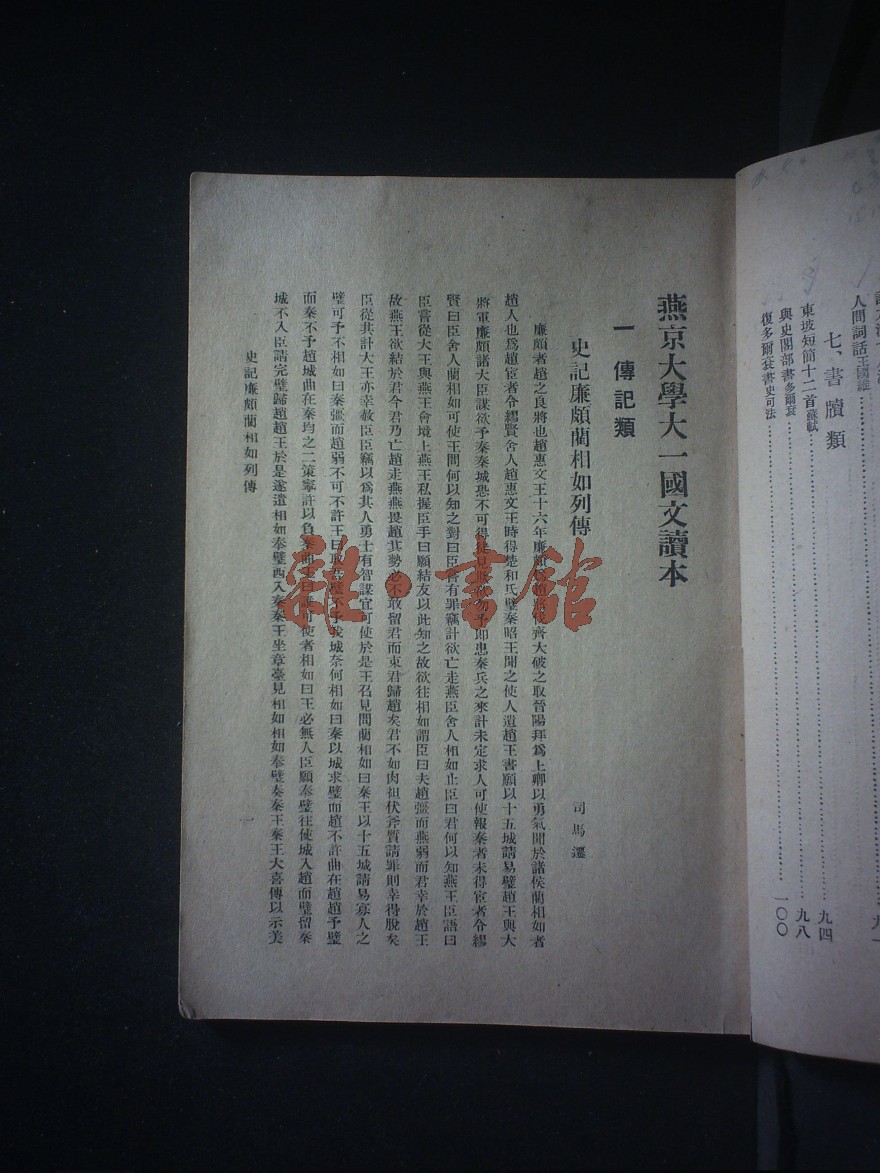 人間詞話王國維
七、書牘類
東坡短簡十二首蘇軾 九四
與史閣部書多爾袞 九八
復多爾袞書史可法 一〇〇
燕京大學大一國文讀本
一 傳記類
史記廉頗藺相如列傳 司馬遷
廉頗者趙之良將也趙惠文王十六年廉頗爲趙將伐齊大破之取晉陽拜爲上卿以勇氣聞於諸侯藺相如者
趙人也爲趙宦者令繆賢舍人趙惠文王時得楚和氏璧秦昭王聞之使人遺趙王書願以十五城請易璧趙王與大
將軍廉頗諸大臣謀欲予秦秦城恐不可得徒見欺欲勿予即患秦兵之來計未定求人可使報秦者未得宦者令繆
賢曰臣舍人藺相如可使王問何以知之對曰臣嘗有罪竊計欲亡走燕臣舍人相如止臣曰君何以知燕王臣語曰
臣嘗從大王與燕王會境上燕王私握臣手曰願結友以此知之故欲往相如謂臣曰夫趙彊而燕弱而君幸於趙王
故燕王欲結於君今君乃亡趙走燕燕畏趙其勢必不敢留君而束君歸趙矣君不如肉袒伏斧質請罪則幸得脫矣
臣從其計大王亦幸赦臣臣竊以爲其人勇士有智謀宜可使於是王召見問藺相如曰秦王以十五城請易寡人之
璧可予不相如曰秦彊而趙弱不可不許王曰取吾璧不予我城奈何相如曰秦以城求璧而趙不許曲在趙趙予璧
而秦不予趙城曲在秦均之二策寧許以負秦曲王曰誰可使者相如曰王必無人臣願奉璧往使城入趙而璧留秦
城不入臣請完璧歸趙趙王於是遂遣相如奉璧西入秦秦王坐章臺見相如相如奉璧奏秦王秦王大喜傳以示美
史記廉頗藺相如列傳 一
雜·書館